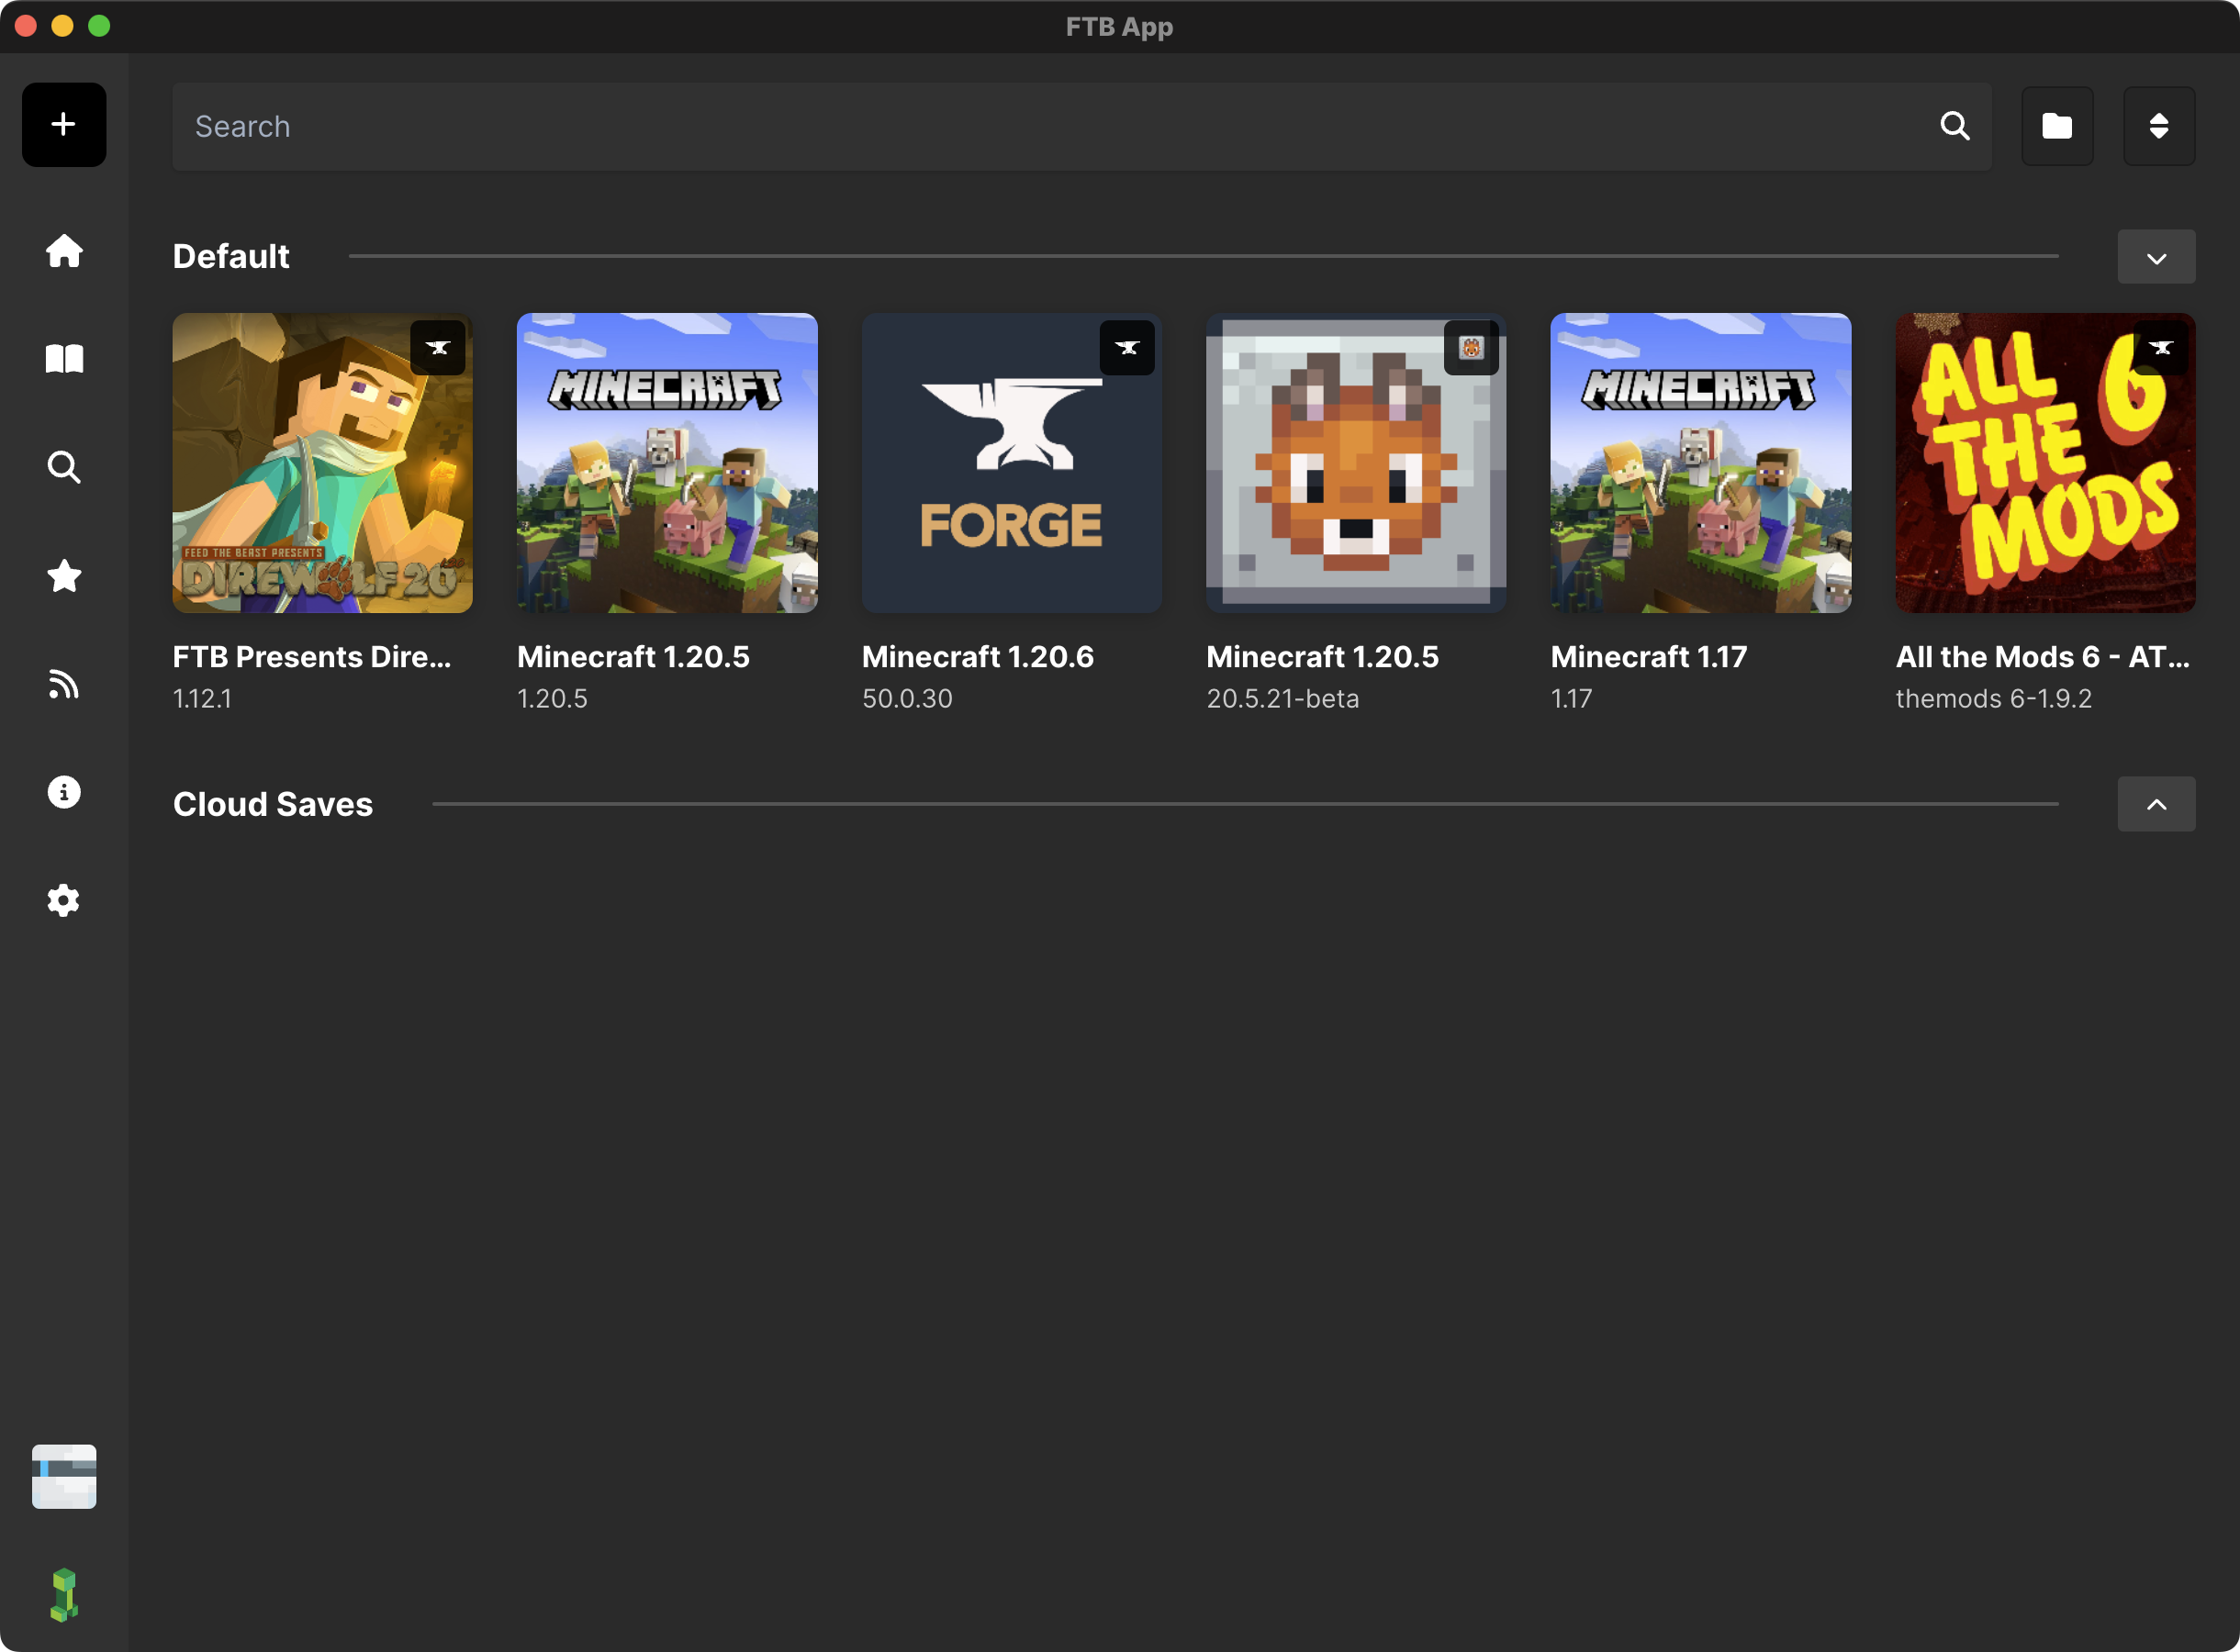 FTB App
Search
Default
FEED THE BEAST PRESENTS
DIREWOLF20
MINECRAFT
FORGE
MINECRAFT
ALL
THE 6
MODS
FTB Presents Dire...
1.12.1
Minecraft 1.20.5
1.20.5
Minecraft 1.20.6
50.0.30
Minecraft 1.20.5
20.5.21-beta
Minecraft 1.17
1.17
All the Mods 6 - AT...
themods 6-1.9.2
Cloud Saves